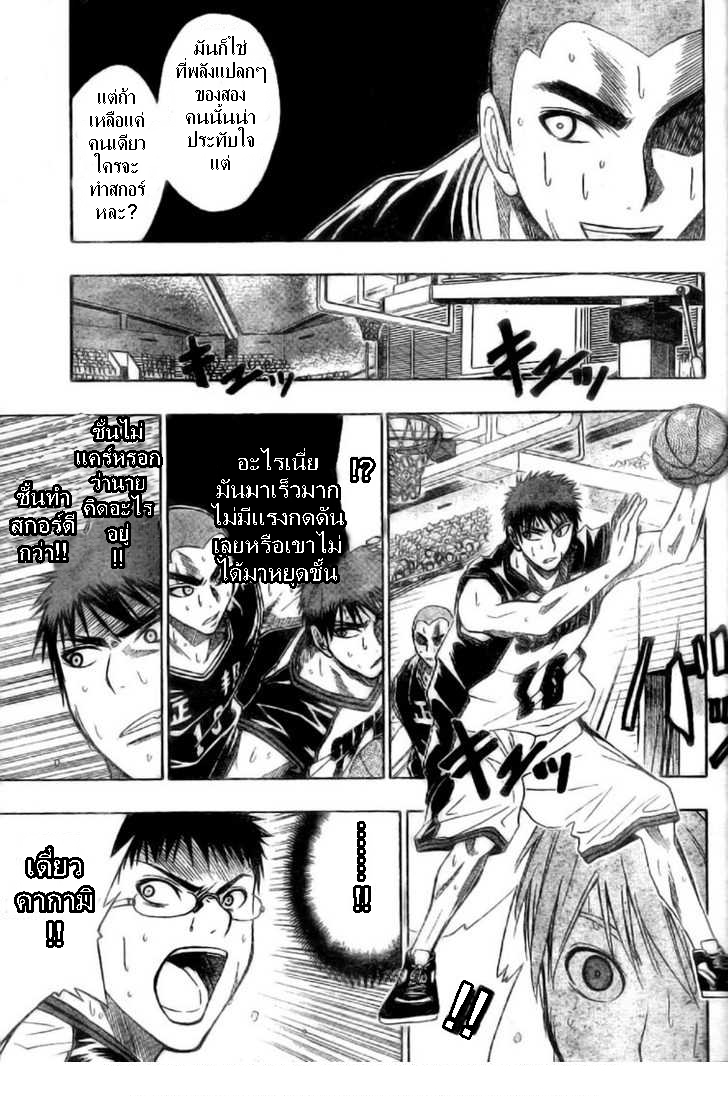 มันก็ใช่
ที่พลังแปลกๆ
ของสอง
คนนั้นน่า
ประทับใจ
แต่
แต่ถ้า
เหลือแค่
คนเดียว
ใครจะ
ทำสกอร์
หละ?
キュッ
キュッ
!?
อะไรเนี่ย
มันมาเร็วมาก
ไม่มีแรงกดดัน
เลยหรือเขาไม่
ได้มาหยุดชั้น
ชั้นไม่
แคร์หรอก
ว่านาย
คิดอะไร
อยู่
!!
ชั้นทำ
สกอร์ดี
กว่า!!
キュッ
!!
!!
เดี๋ยว
คากามิ
!!